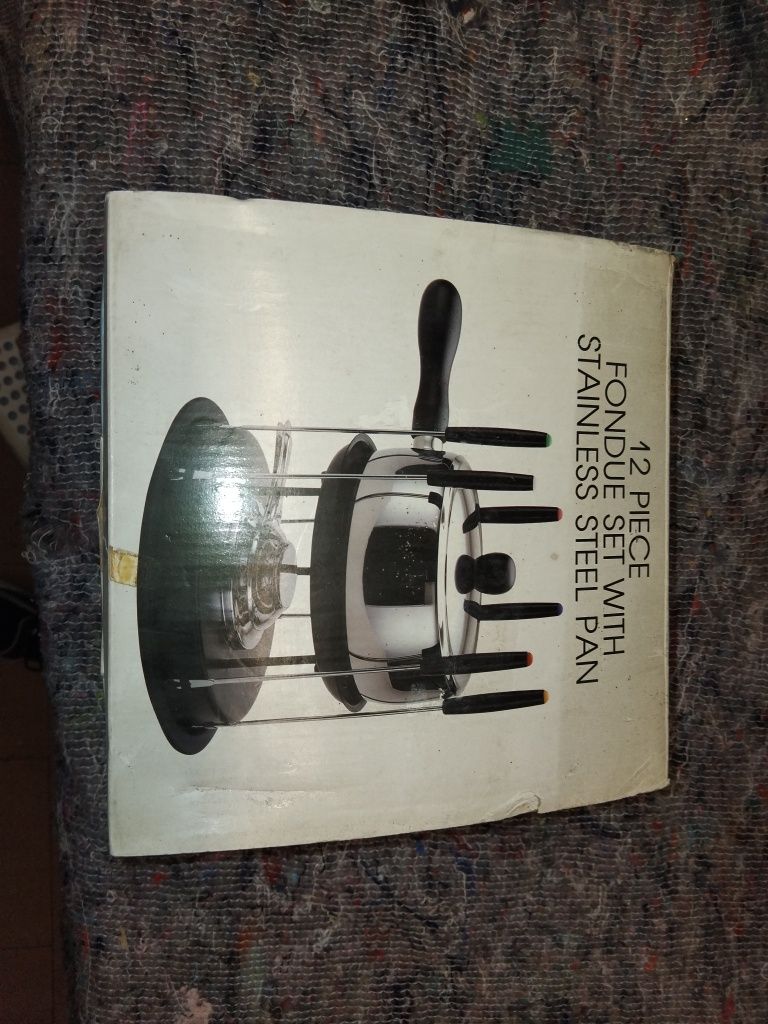 12 PIECE
FONDUE SET WITH
STAINLESS STEEL PAN